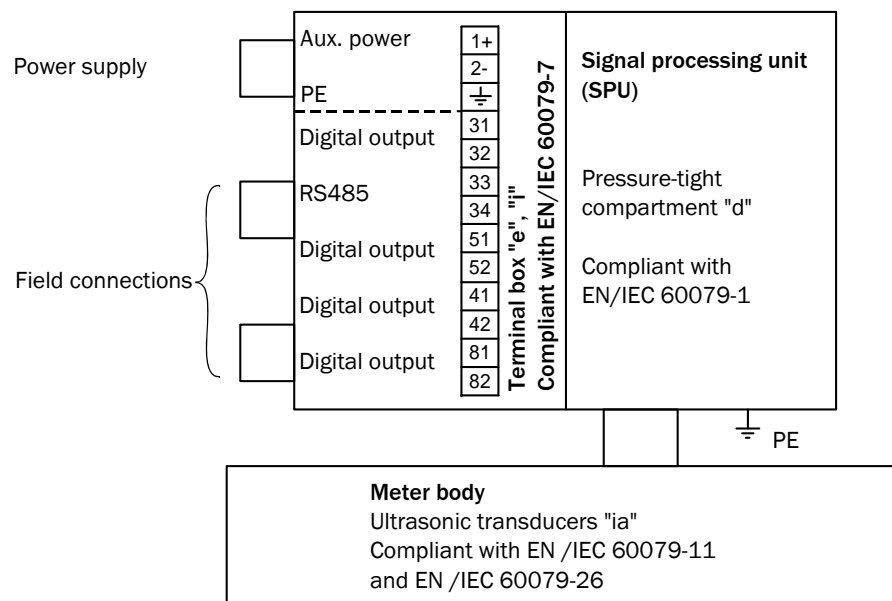 Power supply
Field connections
Aux. power
PE
Digital output
RS485
Digital output
Digital output
Digital output
1+
2-
31
32
33
34
51
52
41
42
81
82
Terminal box "e", "i"
Compliant with EN/IEC 60079-7
Signal processing unit
(SPU)
Pressure-tight
compartment "d"
Compliant with
EN/IEC 60079-1
PE
Meter body
Ultrasonic transducers "ia"
Compliant with EN /IEC 60079-11
and EN /IEC 60079-26